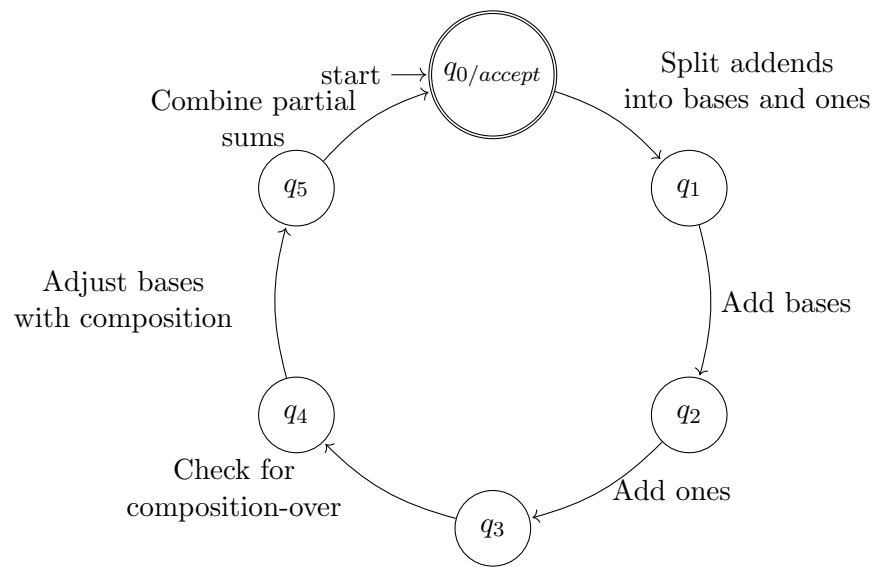 start
q0/accept
Split addends
into bases and ones
q1
Add bases
q2
Add ones
q3
Check for
composition-over
q4
Adjust bases
with composition
q5
Combine partial
sums